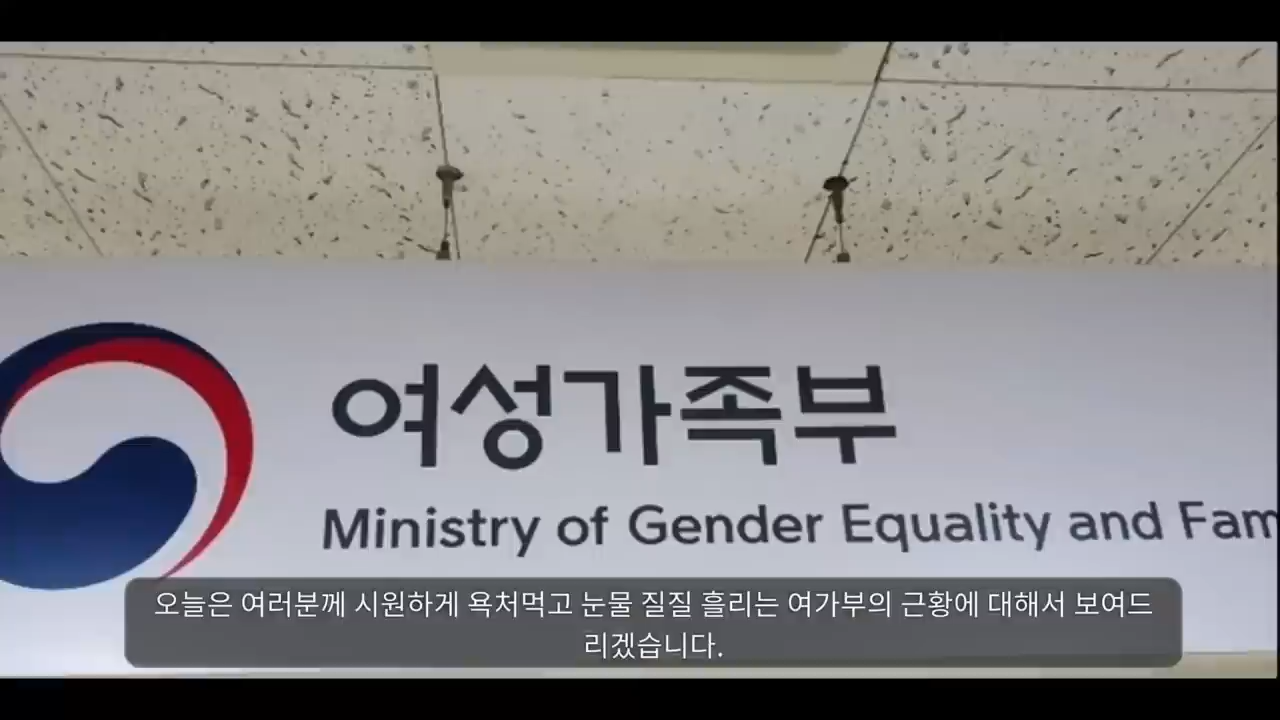 여성가족부
Ministry of Gender Equality and Fam
오늘은 여러분께 시원하게 욕처먹고 눈물 질질 흘리는 여가부의 근황에 대해서 보여드
리겠습니다.